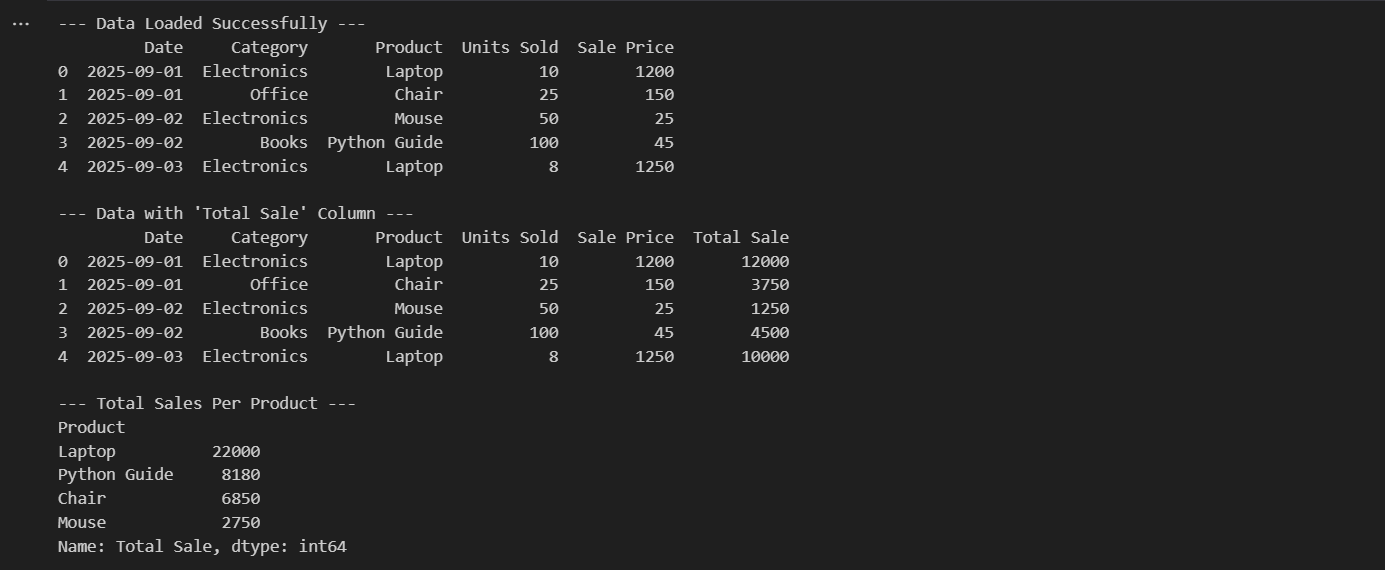 --- Data Loaded Successfully ---
         Date     Category       Product  Units Sold  Sale Price
0  2025-09-01  Electronics        Laptop          10        1200
1  2025-09-01       Office         Chair          25         150
2  2025-09-02  Electronics         Mouse          50          25
3  2025-09-02        Books  Python Guide         100          45
4  2025-09-03  Electronics        Laptop           8        1250
--- Data with 'Total Sale' Column ---
         Date     Category       Product  Units Sold  Sale Price  Total Sale
0  2025-09-01  Electronics        Laptop          10        1200       12000
1  2025-09-01       Office         Chair          25         150        3750
2  2025-09-02  Electronics         Mouse          50          25        1250
3  2025-09-02        Books  Python Guide         100          45        4500
4  2025-09-03  Electronics        Laptop           8        1250       10000
--- Total Sales Per Product ---
Product
Laptop          22000
Python Guide     8180
Chair            6850
Mouse            2750
Name: Total Sale, dtype: int64